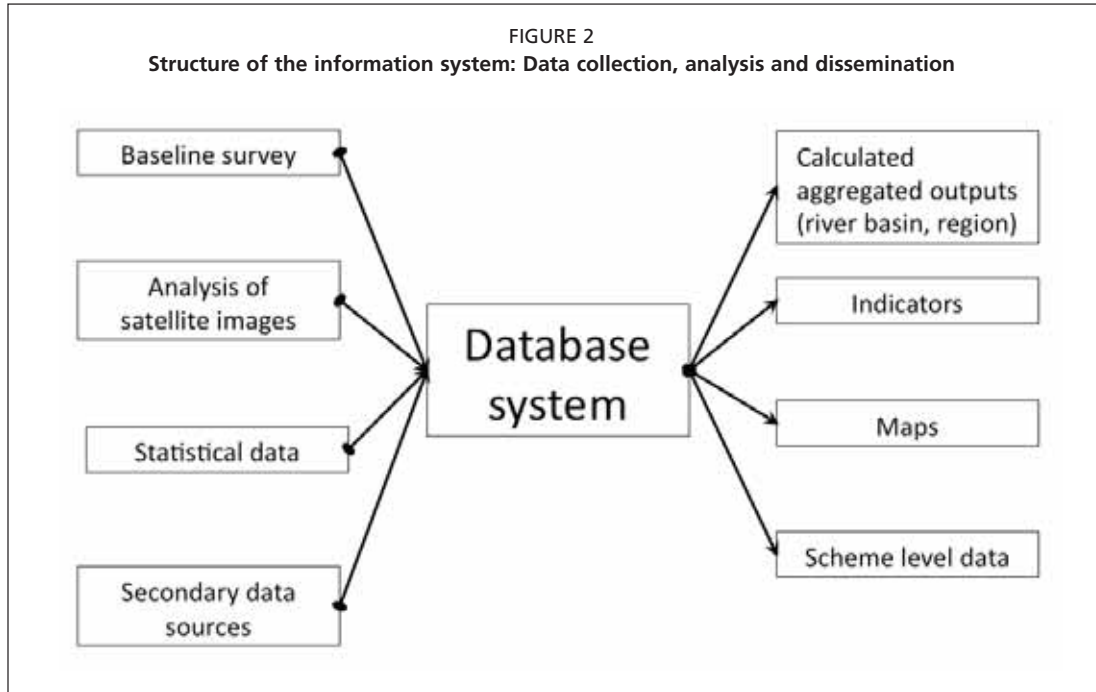 FIGURE 2
Structure of the information system: Data collection, analysis and dissemination
Baseline survey
Analysis of
satellite images
Statistical data
Secondary data
sources
Database
system
Calculated
aggregated outputs
(river basin, region)
Indicators
Maps
Scheme level data